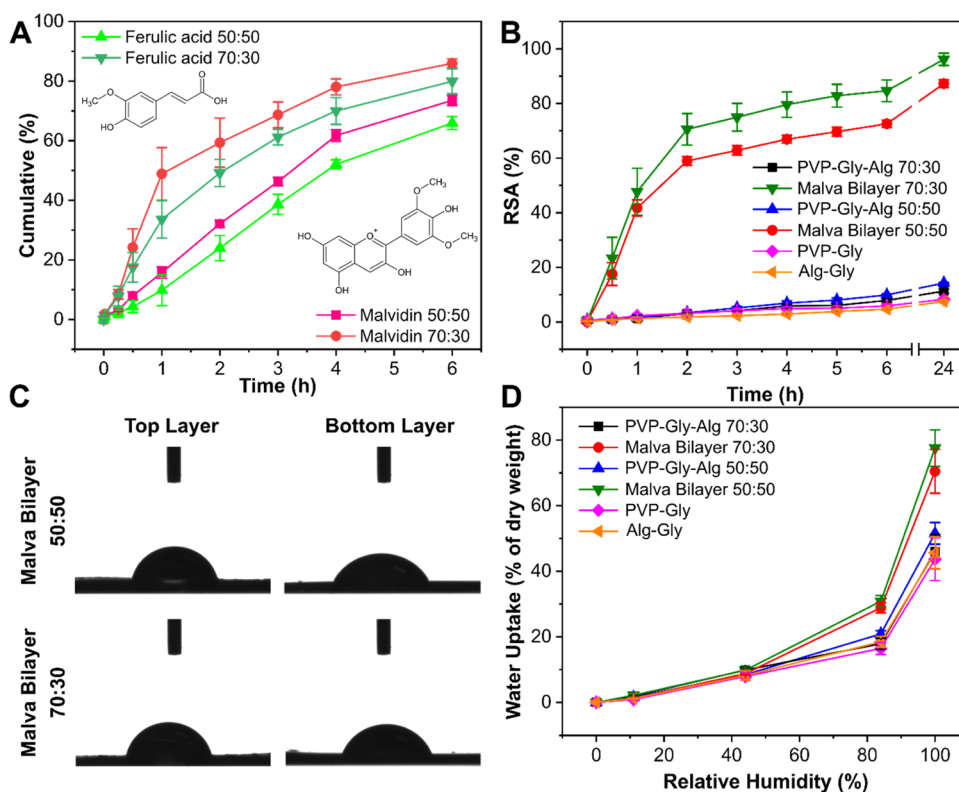 A
Ferulic acid 50:50
Ferulic acid 70:30
H₃C
O
O
OH
HO
OCH₃
OH
HO
O⁺
OCH₃
OH
OH
Malvidin 50:50
Malvidin 70:30
100
80
60
40
20
0
Cumulative (%)
0 1 2 3 4 5 6
Time (h)
B
100
80
60
40
20
0
RSA (%)
PVP-Gly-Alg 70:30
Malva Bilayer 70:30
PVP-Gly-Alg 50:50
Malva Bilayer 50:50
PVP-Gly
Alg-Gly
0 1 2 3 4 5 6 24
Time (h)
C
Top Layer Bottom Layer
Malva Bilayer
50:50
Malva Bilayer
70:30
D
PVP-Gly-Alg 70:30
Malva Bilayer 70:30
PVP-Gly-Alg 50:50
Malva Bilayer 50:50
PVP-Gly
Alg-Gly
80
60
40
20
0
Water Uptake (% of dry weight)
0 20 40 60 80 100
Relative Humidity (%)